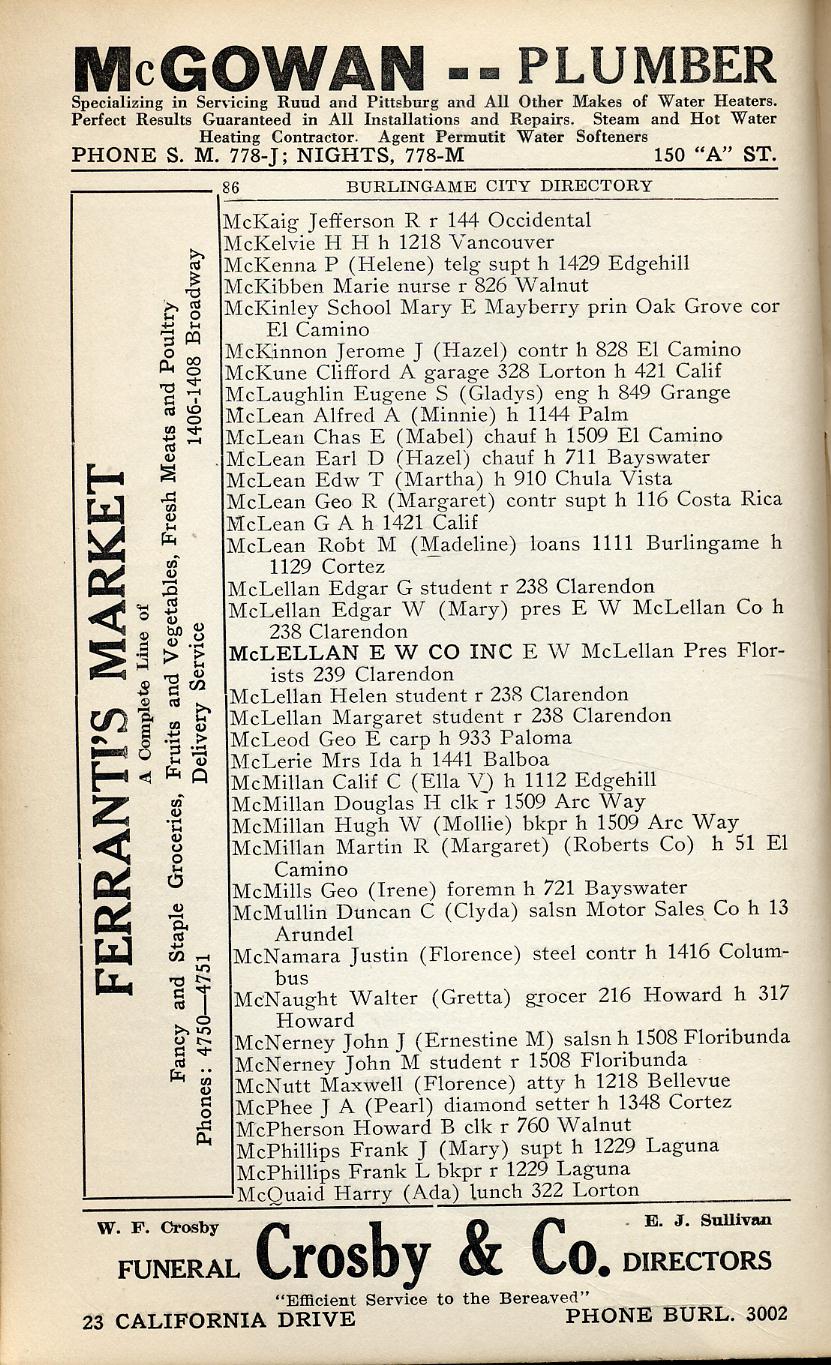 McGOWAN -- PLUMBER
Specializing in Servicing Ruud and Pittsburg and All Other Makes of Water Heaters.
Perfect Results Guaranteed in All Installations and Repairs. Steam and Hot Water
Heating Contractor. Agent Permutit Water Softeners
PHONE S. M. 778-J; NIGHTS, 778-M 150 "A" ST.
86 BURLINGAME CITY DIRECTORY
FERRANTI'S MARKET
A Complete Line of
Fancy and Staple Groceries, Fruits and Vegetables, Fresh Meats and Poultry
Phones: 4750—4751 Delivery Service 1406-1408 Broadway
McKaig Jefferson R r 144 Occidental
McKelvie H H h 1218 Vancouver
McKenna P (Helene) telg supt h 1429 Edgehill
McKibben Marie nurse r 826 Walnut
McKinley School Mary E Mayberry prin Oak Grove cor
El Camino
McKinnon Jerome J (Hazel) contr h 828 El Camino
McKune Clifford A garage 328 Lorton h 421 Calif
McLaughlin Eugene S (Gladys) eng h 849 Grange
McLean Alfred A (Minnie) h 1144 Palm
McLean Chas E (Mabel) chauf h 1509 El Camino
McLean Earl D (Hazel) chauf h 711 Bayswater
McLean Edw T (Martha) h 910 Chula Vista
McLean Geo R (Margaret) contr supt h 116 Costa Rica
McLean G A h 1421 Calif
McLean Robt M (Madeline) loans 1111 Burlingame h
1129 Cortez
McLellan Edgar G student r 238 Clarendon
McLellan Edgar W (Mary) pres E W McLellan Co h
238 Clarendon
McLELLAN E W CO INC E W McLellan Pres Flor-
ists 239 Clarendon
McLellan Helen student r 238 Clarendon
McLellan Margaret student r 238 Clarendon
McLeod Geo E carp h 933 Paloma
McLerie Mrs Ida h 1441 Balboa
McMillan Calif C (Ella V) h 1112 Edgehill
McMillan Douglas H clk r 1509 Arc Way
McMillan Hugh W (Mollie) bkpr h 1509 Arc Way
McMillan Martin R (Margaret) (Roberts Co) h 51 El
Camino
McMills Geo (Irene) foremn h 721 Bayswater
McMullin Duncan C (Clyda) salsn Motor Sales Co h 13
Arundel
McNamara Justin (Florence) steel contr h 1416 Colum-
bus
McNaught Walter (Gretta) grocer 216 Howard h 317
Howard
McNerney John J (Ernestine M) salsn h 1508 Floribunda
McNerney John M student r 1508 Floribunda
McNutt Maxwell (Florence) atty h 1218 Bellevue
McPhee J A (Pearl) diamond setter h 1348 Cortez
McPherson Howard B clk r 760 Walnut
McPhillips Frank J (Mary) supt h 1229 Laguna
McPhillips Frank L bkpr r 1229 Laguna
McQuaid Harry (Ada) lunch 322 Lorton
W. F. Crosby E. J. Sullivan
FUNERAL Crosby & Co. DIRECTORS
"Efficient Service to the Bereaved"
23 CALIFORNIA DRIVE PHONE BURL. 3002